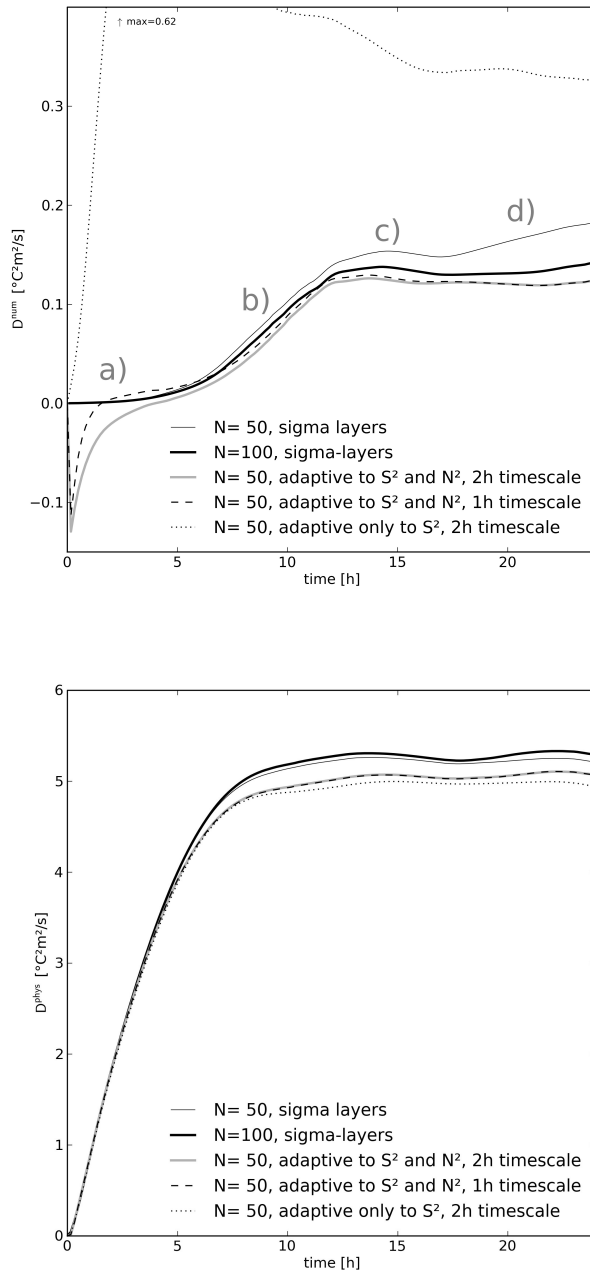 ↑ max=0.62
0.3
0.2
0.1
0.0
−0.1
Dⁿᵘᵐ [°C²m²/s]
a)
b)
c)
d)
N= 50, sigma layers
N=100, sigma-layers
N= 50, adaptive to S² and N², 2h timescale
N= 50, adaptive to S² and N², 1h timescale
N= 50, adaptive only to S², 2h timescale
0 5 10 15 20
time [h]
6
5
4
3
2
1
0
Dᵖʰʸˢ [°C²m²/s]
N= 50, sigma layers
N=100, sigma-layers
N= 50, adaptive to S² and N², 2h timescale
N= 50, adaptive to S² and N², 1h timescale
N= 50, adaptive only to S², 2h timescale
0 5 10 15 20
time [h]